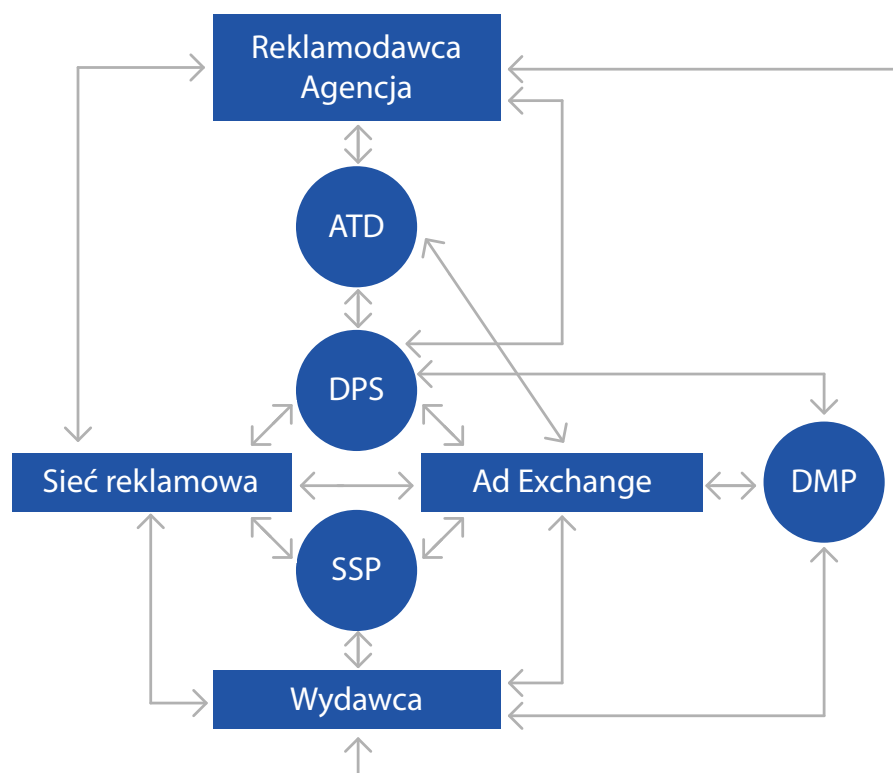 Reklamodawca
Agencja
ATD
DPS
Sieć reklamowa
Ad Exchange
DMP
SSP
Wydawca